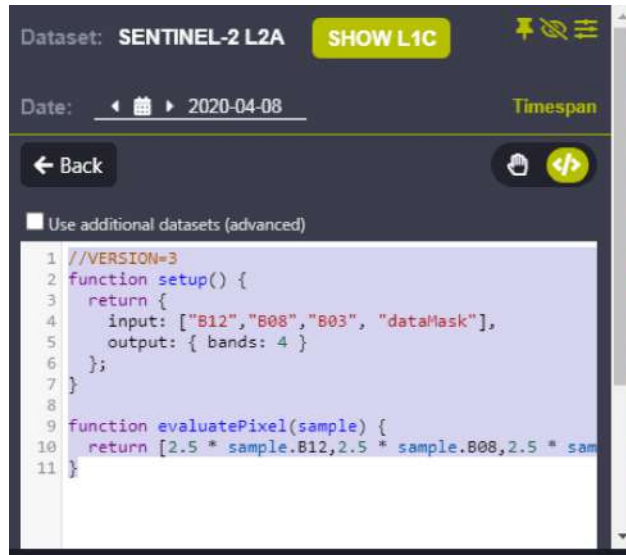 Dataset: SENTINEL-2 L2A SHOW L1C
Date: 2020-04-08 Timespan
Back </>
Use additional datasets (advanced)
1 //VERSION=3
2 function setup() {
3 return {
4 input: ["B12","B08","B03", "dataMask"],
5 output: { bands: 4 }
6 };
7 }
8
9 function evaluatePixel(sample) {
10 return [2.5 * sample.B12,2.5 * sample.B08,2.5 * sam
11 }